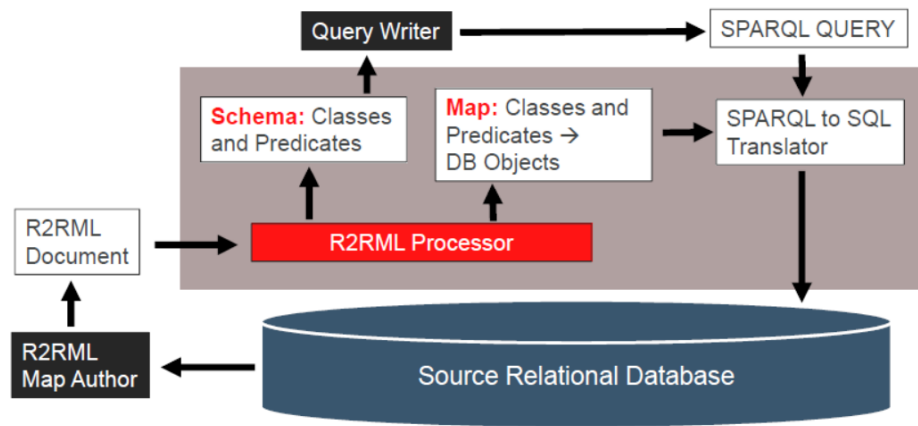 Query Writer
SPARQL QUERY
Schema: Classes
and Predicates
Map: Classes and
Predicates →
DB Objects
SPARQL to SQL
Translator
R2RML
Document
R2RML Processor
R2RML
Map Author
Source Relational Database